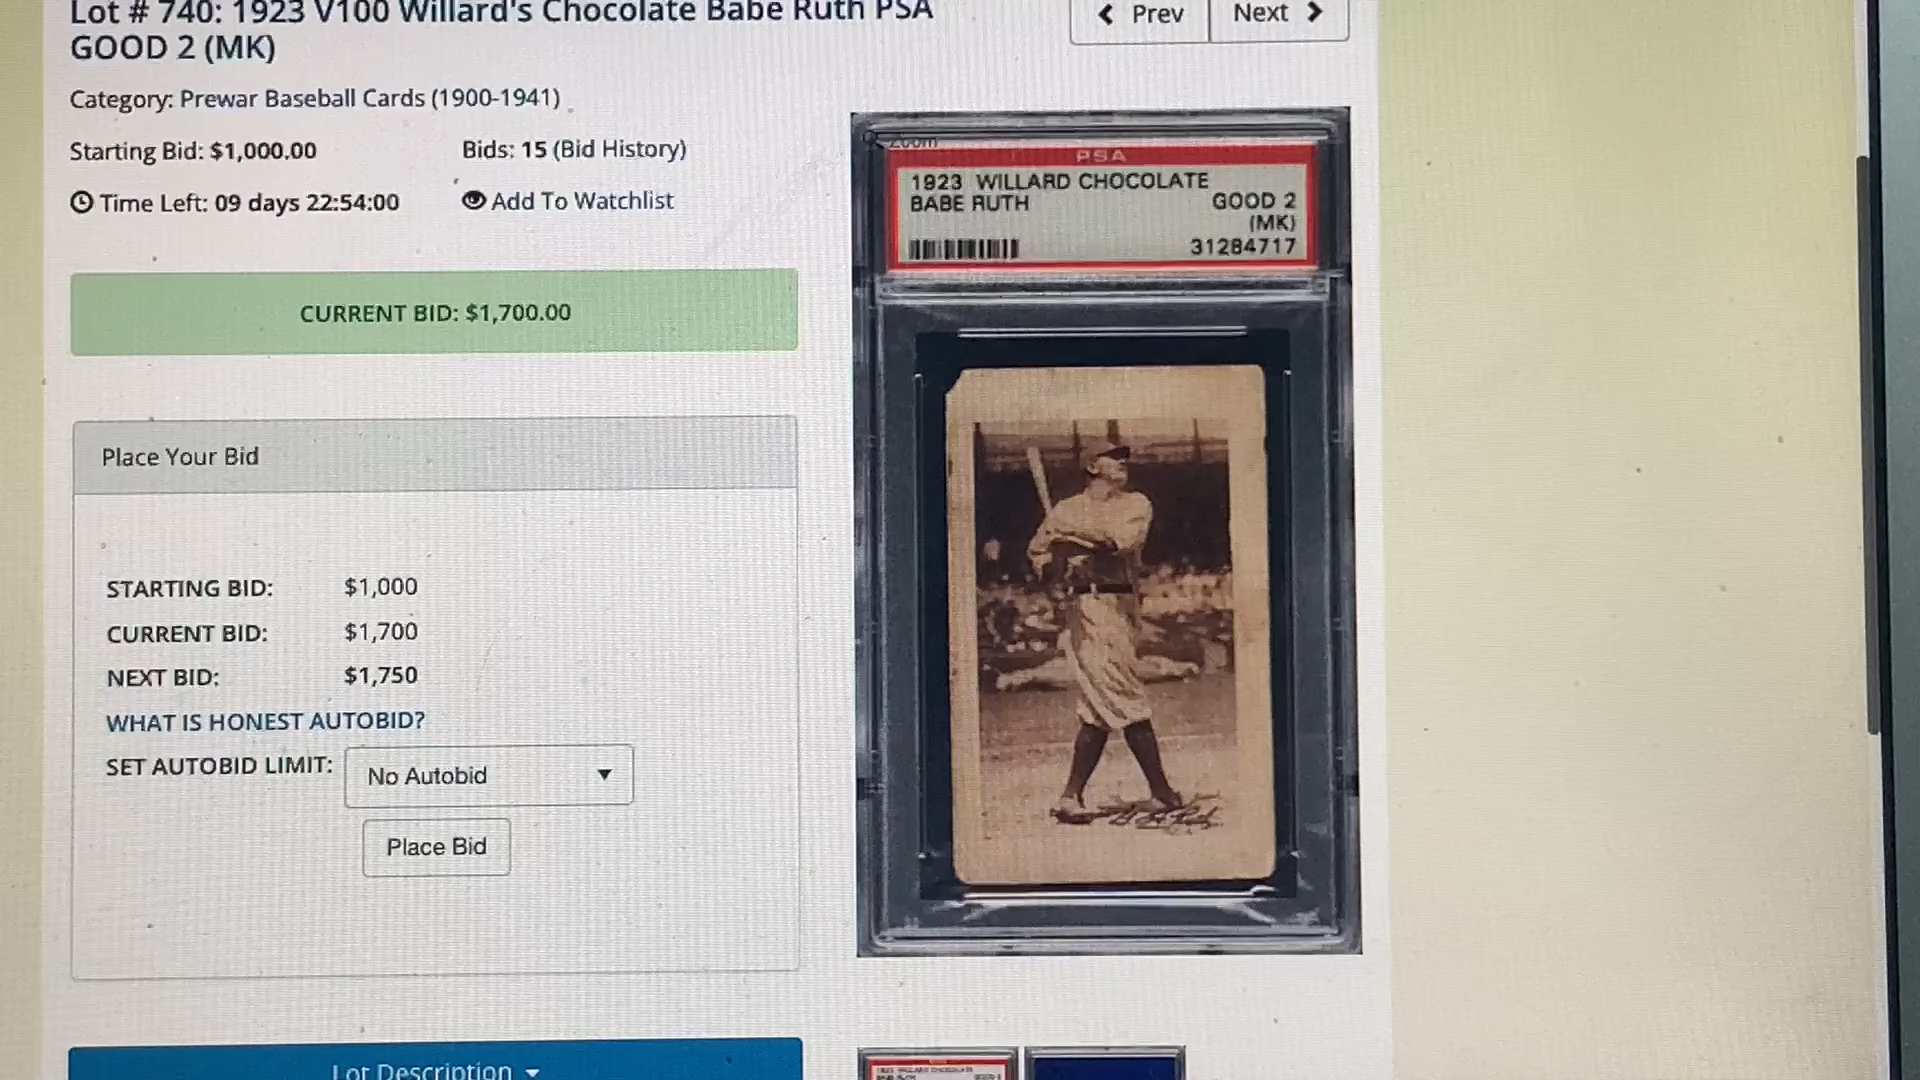 Lot # 740: 1923 V100 Willard's Chocolate Babe Ruth PSA
GOOD 2 (MK)
Prev
Next
Category: Prewar Baseball Cards (1900-1941)
Starting Bid: $1,000.00
Bids: 15 (Bid History)
Time Left: 09 days 22:54:00
Add To Watchlist
CURRENT BID: $1,700.00
Place Your Bid
STARTING BID: $1,000
CURRENT BID: $1,700
NEXT BID: $1,750
WHAT IS HONEST AUTOBID?
SET AUTOBID LIMIT: No Autobid
Place Bid
Lot Description
Zoom
PSA
1923 WILLARD CHOCOLATE
BABE RUTH GOOD 2
(MK)
31284717